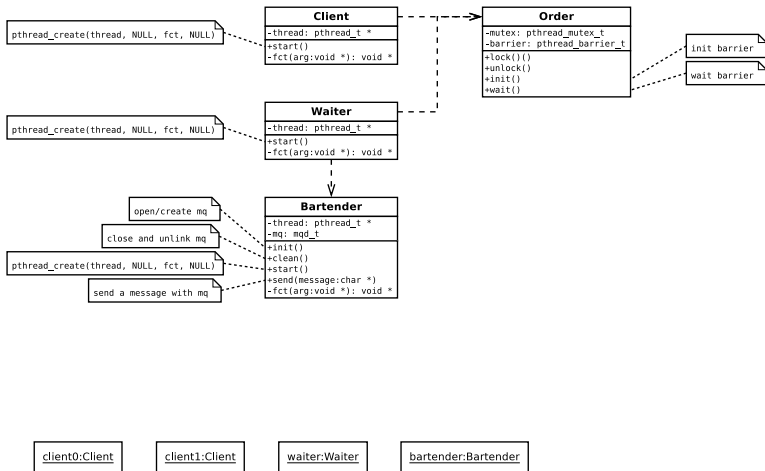 Client
-thread: pthread_t *
+start()
-fct(arg:void *): void *
pthread_create(thread, NULL, fct, NULL)
Order
-mutex: pthread_mutex_t
-barrier: pthread_barrier_t
+lock()()
+unlock()
+init()
+wait()
init barrier
wait barrier
Waiter
-thread: pthread_t *
+start()
-fct(arg:void *): void *
pthread_create(thread, NULL, fct, NULL)
Bartender
-thread: pthread_t *
-mq: mqd_t
+init()
+clean()
+start()
+send(message:char *)
-fct(arg:void *): void *
open/create mq
close and unlink mq
pthread_create(thread, NULL, fct, NULL)
send a message with mq
client0:Client
client1:Client
waiter:Waiter
bartender:Bartender